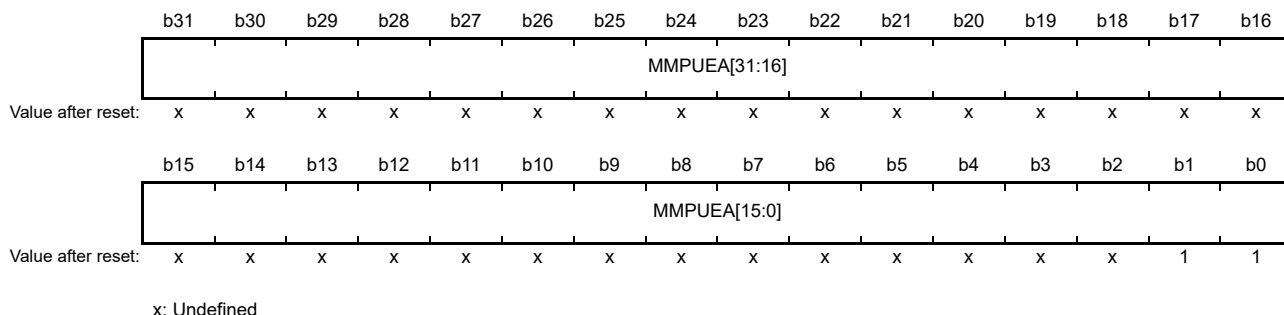 b31 b30 b29 b28 b27 b26 b25 b24 b23 b22 b21 b20 b19 b18 b17 b16
MMPUEA[31:16]
Value after reset: x x x x x x x x x x x x x x x x
b15 b14 b13 b12 b11 b10 b9 b8 b7 b6 b5 b4 b3 b2 b1 b0
MMPUEA[15:0]
Value after reset: x x x x x x x x x x x x x x 1 1
x: Undefined